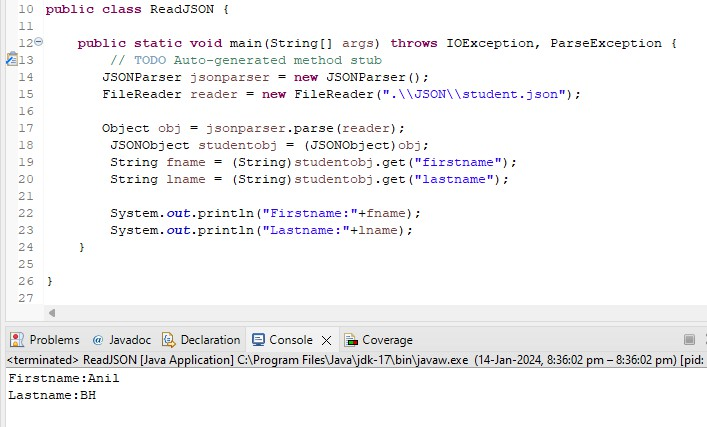 10 public class ReadJSON {
11
12 public static void main(String[] args) throws IOException, ParseException {
13 // TODO Auto-generated method stub
14 JSONParser jsonparser = new JSONParser();
15 FileReader reader = new FileReader(".\\JSON\\student.json");
16
17 Object obj = jsonparser.parse(reader);
18 JSONObject studentobj = (JSONObject)obj;
19 String fname = (String)studentobj.get("firstname");
20 String lname = (String)studentobj.get("lastname");
21
22 System.out.println("Firstname:"+fname);
23 System.out.println("Lastname:"+lname);
24 }
25
26 }
27
Problems @ Javadoc Declaration Console Coverage
<terminated> ReadJSON [Java Application] C:\Program Files\Java\jdk-17\bin\javaw.exe (14-Jan-2024, 8:36:02 pm – 8:36:02 pm) [pid:
Firstname:Anil
Lastname:BH